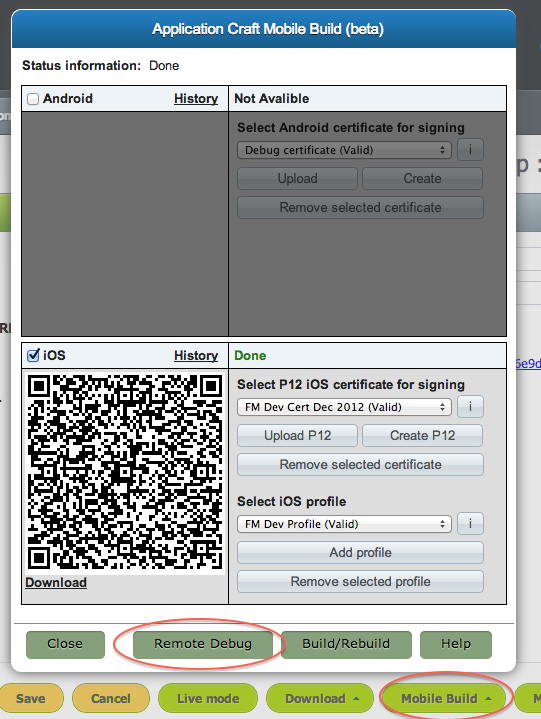 Application Craft Mobile Build (beta)
Status information: Done
Android History Not Avalible
Select Android certificate for signing
Debug certificate (Valid) i
Upload Create
Remove selected certificate
iOS History Done
Select P12 iOS certificate for signing
FM Dev Cert Dec 2012 (Valid) i
Upload P12 Create P12
Remove selected certificate
Select iOS profile
FM Dev Profile (Valid) i
Add profile
Download
Remove selected profile
Close Remote Debug Build/Rebuild Help
Save Cancel Live mode Download Mobile Build M
p :
6e9d